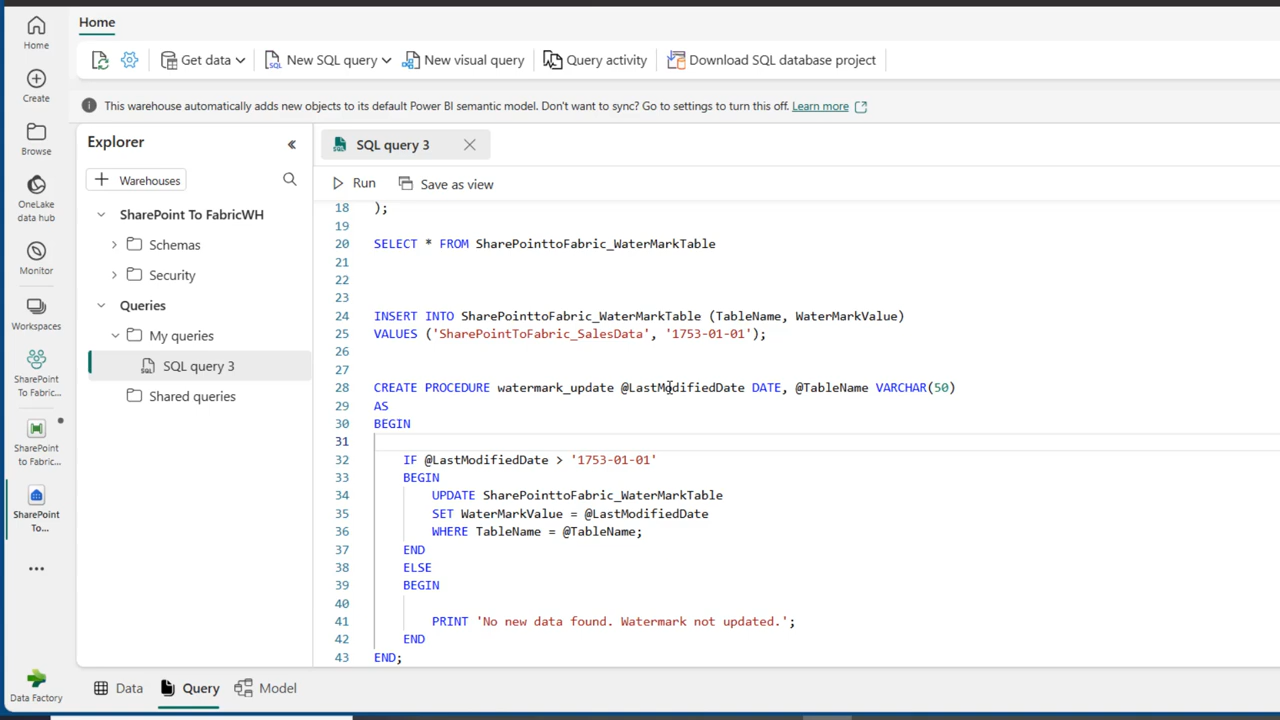 Home
Home
Get data
New SQL query
New visual query
Query activity
Download SQL database project
Create
This warehouse automatically adds new objects to its default Power BI semantic model. Don't want to sync? Go to settings to turn this off. Learn more
Browse
Explorer
SQL query 3
Warehouses
Run
Save as view
OneLake
data hub
SharePoint To FabricWH
Schemas
Security
Monitor
Queries
My queries
SQL query 3
Shared queries
Workspaces
SharePoint
To Fabric...
SharePoint
to Fabric...
SharePoint
To...
Data Factory
18 );
19
20 SELECT * FROM SharePointtoFabric_WaterMarkTable
21
22
23
24 INSERT INTO SharePointtoFabric_WaterMarkTable (TableName, WaterMarkValue)
25 VALUES ('SharePointToFabric_SalesData', '1753-01-01');
26
27
28 CREATE PROCEDURE watermark_update @LastModifiedDate DATE, @TableName VARCHAR(50)
29 AS
30 BEGIN
31
32 IF @LastModifiedDate > '1753-01-01'
33 BEGIN
34 UPDATE SharePointtoFabric_WaterMarkTable
35 SET WaterMarkValue = @LastModifiedDate
36 WHERE TableName = @TableName;
37 END
38 ELSE
39 BEGIN
40
41 PRINT 'No new data found. Watermark not updated.';
42 END
43 END;
Data
Query
Model